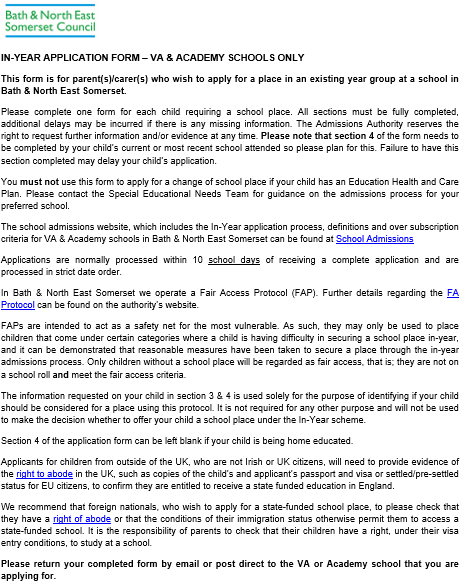 Bath & North East
Somerset Council
IN-YEAR APPLICATION FORM – VA & ACADEMY SCHOOLS ONLY
This form is for parent(s)/carer(s) who wish to apply for a place in an existing year group at a school in
Bath & North East Somerset.
Please complete one form for each child requiring a school place. All sections must be fully completed,
additional delays may be incurred if there is any missing information. The Admissions Authority reserves the
right to request further information and/or evidence at any time. Please note that section 4 of the form needs to
be completed by your child's current or most recent school attended so please plan for this. Failure to have this
section completed may delay your child's application.
You must not use this form to apply for a change of school place if your child has an Education Health and Care
Plan. Please contact the Special Educational Needs Team for guidance on the admissions process for your
preferred school.
The school admissions website, which includes the In-Year application process, definitions and over subscription
criteria for VA & Academy schools in Bath & North East Somerset can be found at School Admissions
Applications are normally processed within 10 school days of receiving a complete application and are
processed in strict date order.
In Bath & North East Somerset we operate a Fair Access Protocol (FAP). Further details regarding the FA
Protocol can be found on the authority's website.
FAPs are intended to act as a safety net for the most vulnerable. As such, they may only be used to place
children that come under certain categories where a child is having difficulty in securing a school place in-year,
and it can be demonstrated that reasonable measures have been taken to secure a place through the in-year
admissions process. Only children without a school place will be regarded as fair access, that is; they are not on
a school roll and meet the fair access criteria.
The information requested on your child in section 3 & 4 is used solely for the purpose of identifying if your child
should be considered for a place using this protocol. It is not required for any other purpose and will not be used
to make the decision whether to offer your child a school place under the In-Year scheme.
Section 4 of the application form can be left blank if your child is being home educated.
Applicants for children from outside of the UK, who are not Irish or UK citizens, will need to provide evidence of
the right to abode in the UK, such as copies of the child's and applicant's passport and visa or settled/pre-settled
status for EU citizens, to confirm they are entitled to receive a state funded education in England.
We recommend that foreign nationals, who wish to apply for a state-funded school place, to please check that
they have a right of abode or that the conditions of their immigration status otherwise permit them to access a
state-funded school. It is the responsibility of parents to check that their children have a right, under their visa
entry conditions, to study at a school.
Please return your completed form by email or post direct to the VA or Academy school that you are
applying for.